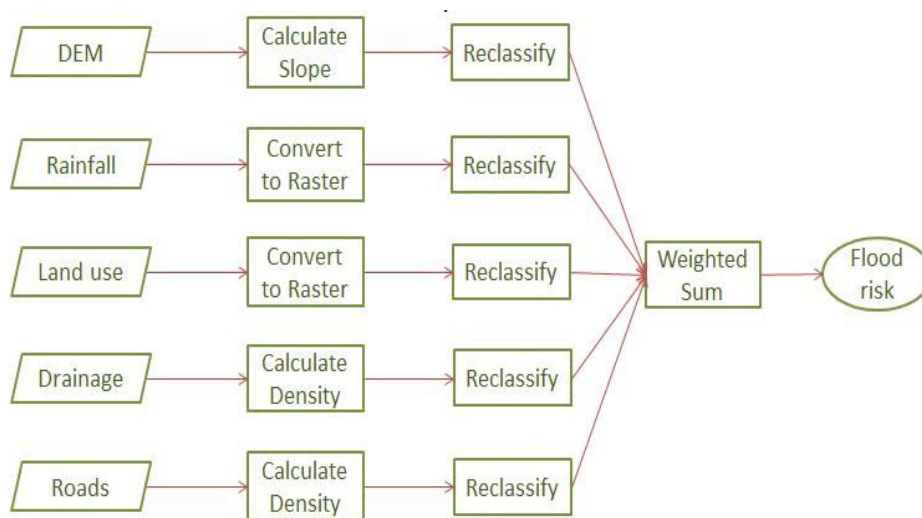 DEM
Calculate
Slope
Reclassify
Rainfall
Convert
to Raster
Reclassify
Land use
Convert
to Raster
Reclassify
Weighted
Sum
Flood
risk
Drainage
Calculate
Density
Reclassify
Roads
Calculate
Density
Reclassify